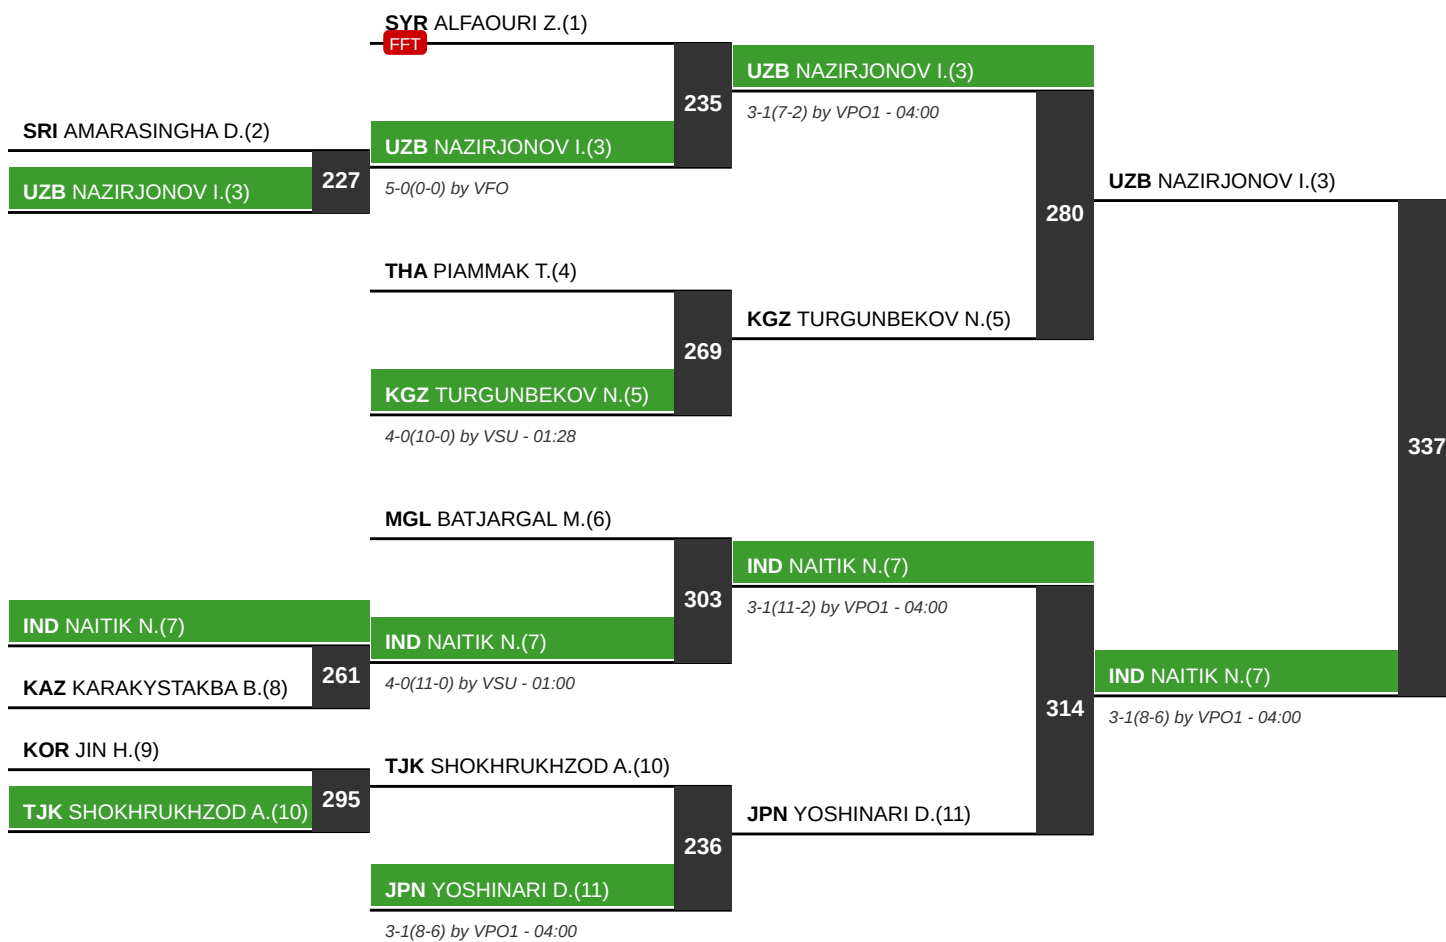 SYR ALFAOURI Z.(1)
FFT
235
UZB NAZIRJONOV I.(3)
3-1(7-2) by VPO1 - 04:00
SRI AMARASINGHA D.(2)
227
UZB NAZIRJONOV I.(3)
UZB NAZIRJONOV I.(3)
5-0(0-0) by VFO
280
UZB NAZIRJONOV I.(3)
THA PIAMMAK T.(4)
269
KGZ TURGUNBEKOV N.(5)
KGZ TURGUNBEKOV N.(5)
4-0(10-0) by VSU - 01:28
337
MGL BATJARGAL M.(6)
303
IND NAITIK N.(7)
3-1(11-2) by VPO1 - 04:00
IND NAITIK N.(7)
261
KAZ KARAKYSTAKBA B.(8)
IND NAITIK N.(7)
4-0(11-0) by VSU - 01:00
314
IND NAITIK N.(7)
3-1(8-6) by VPO1 - 04:00
KOR JIN H.(9)
295
TJK SHOKHRUKHZOD A.(10)
TJK SHOKHRUKHZOD A.(10)
236
JPN YOSHINARI D.(11)
JPN YOSHINARI D.(11)
3-1(8-6) by VPO1 - 04:00